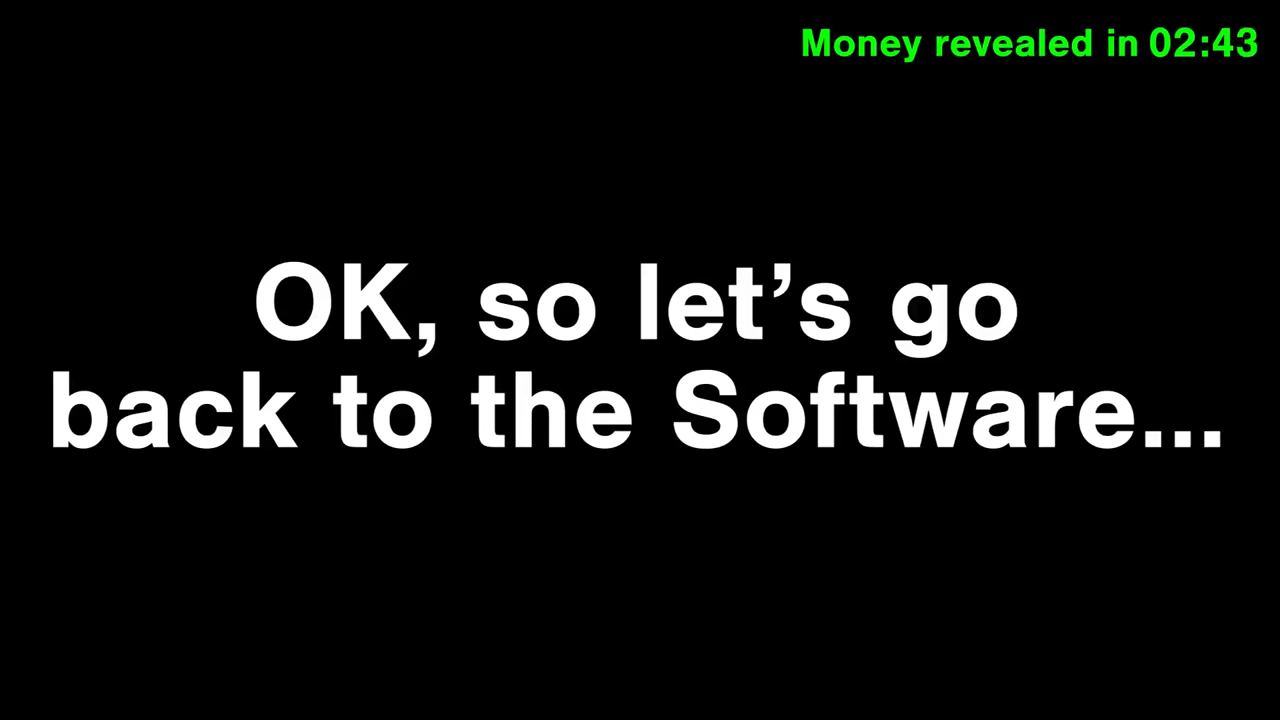 Money revealed in 02:43
OK, so let’s go
back to the Software...